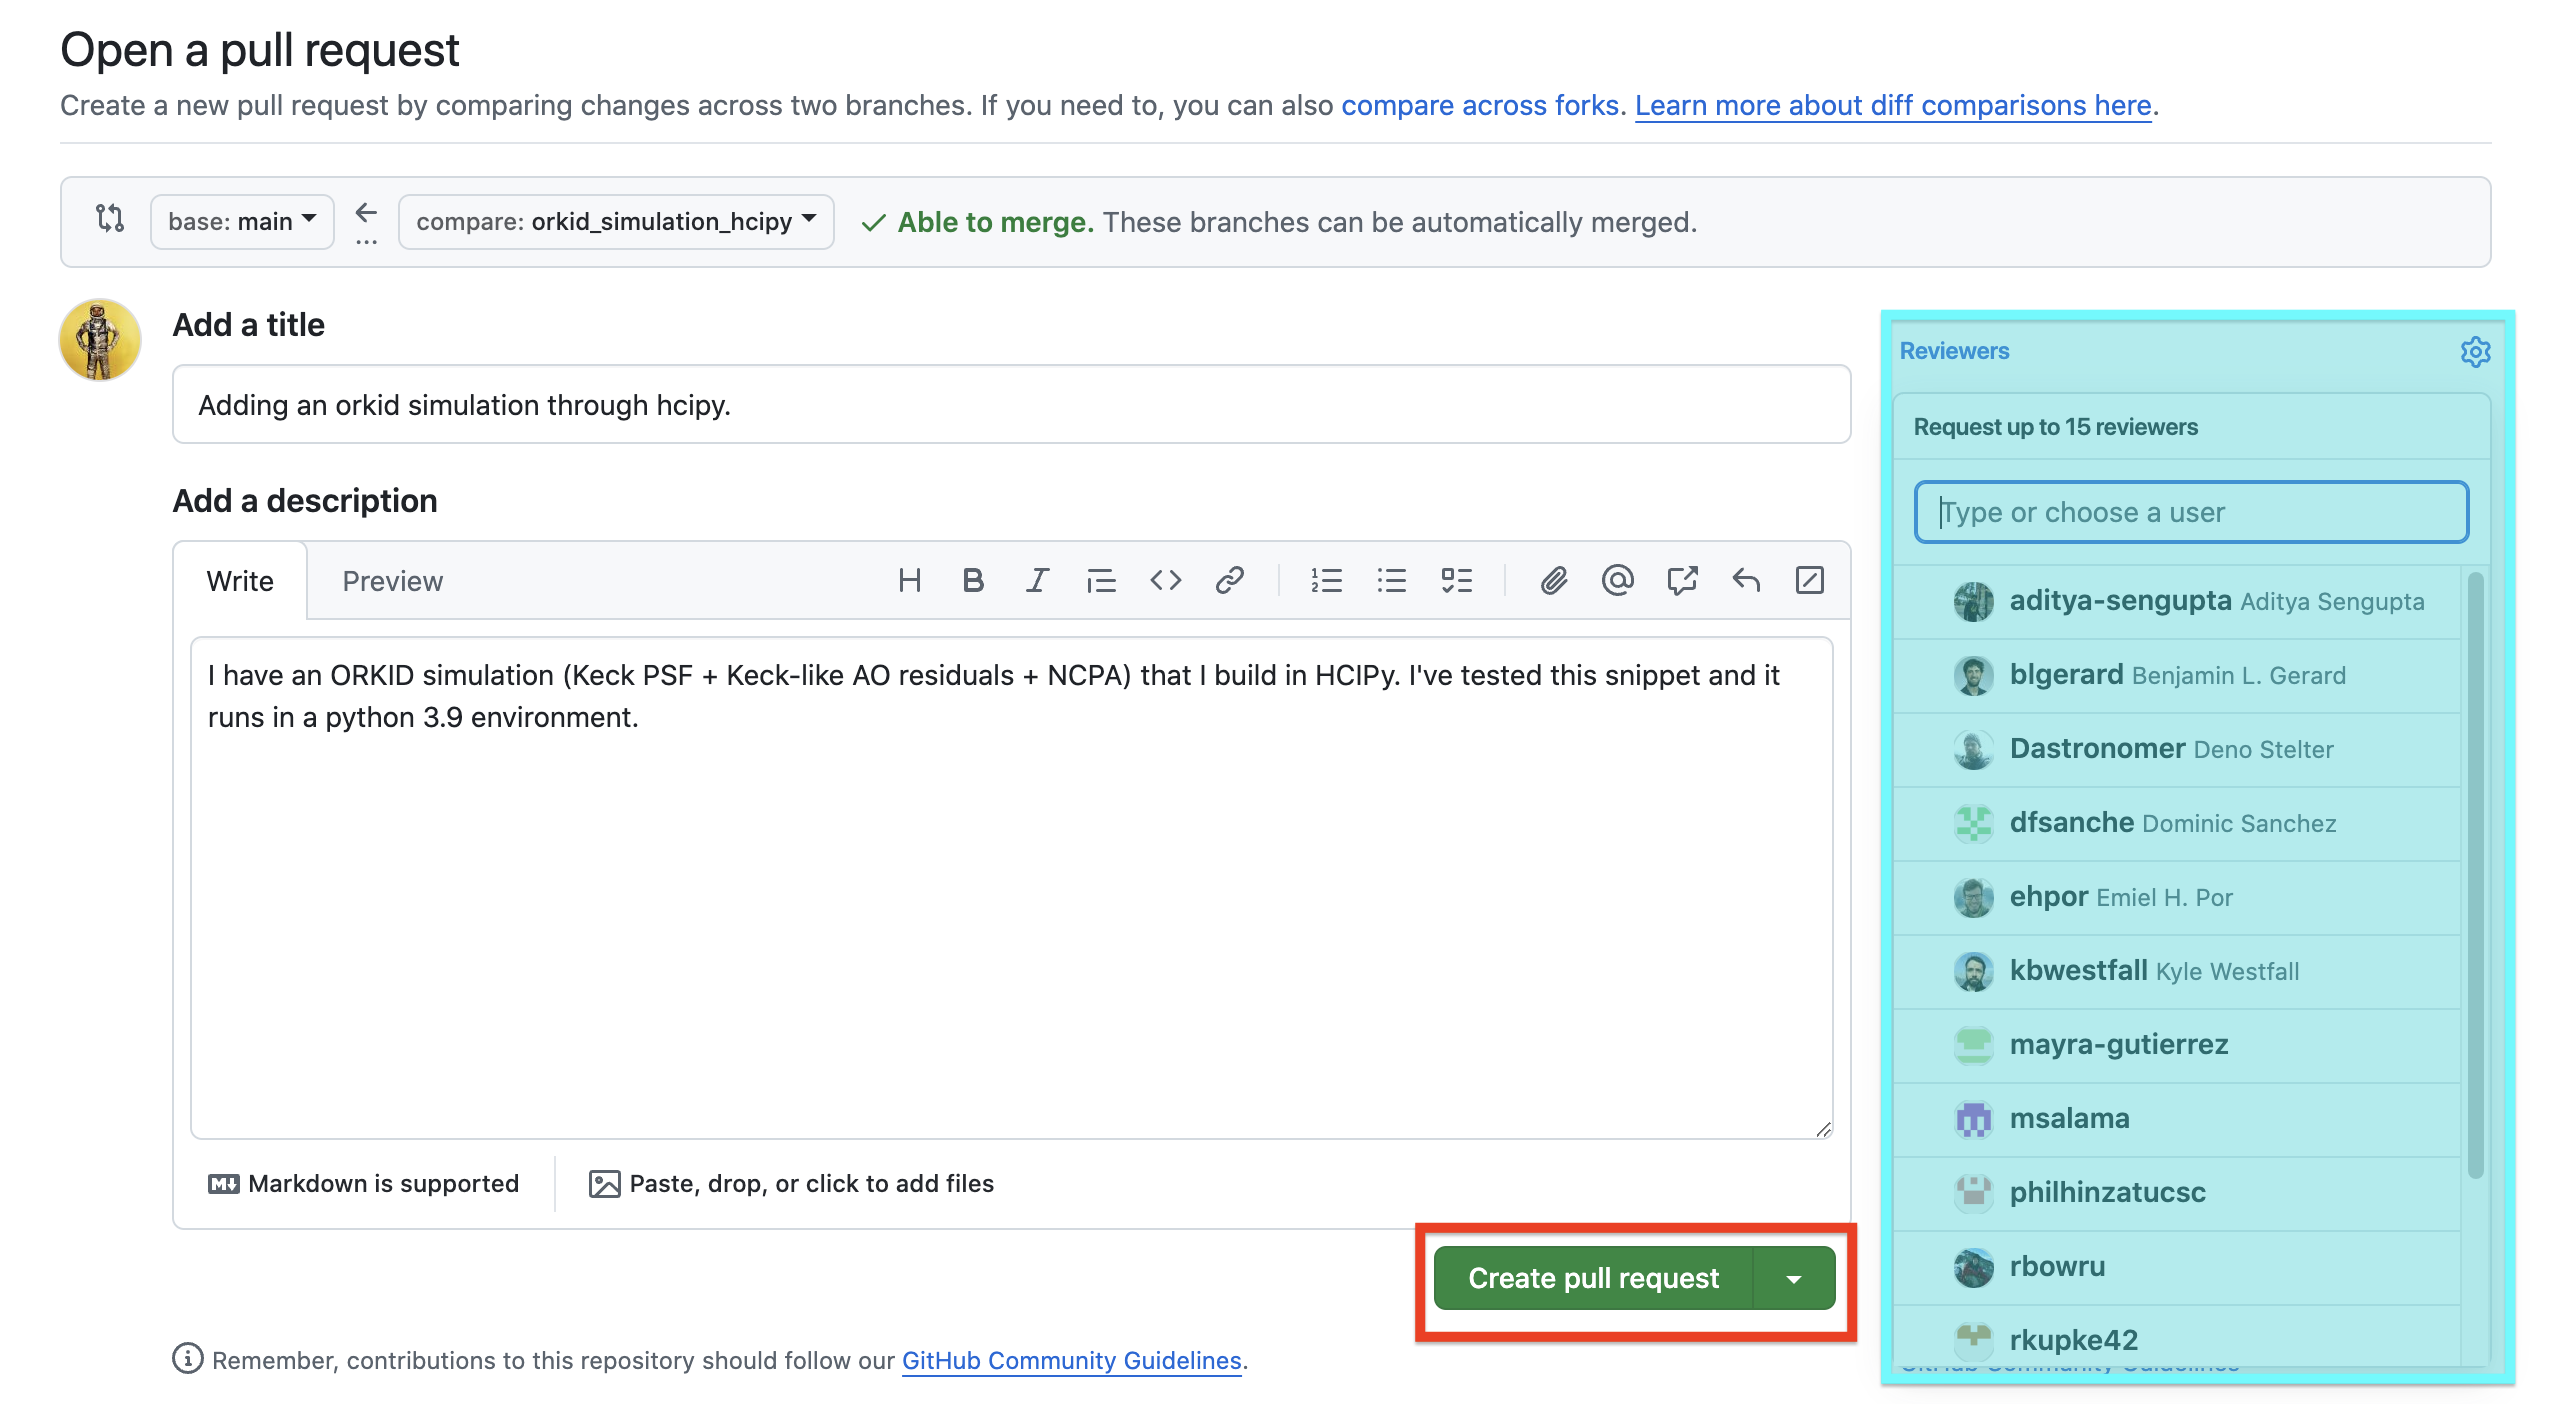 Open a pull request
Create a new pull request by comparing changes across two branches. If you need to, you can also compare across forks. Learn more about diff comparisons here.
base: main
compare: orkid_simulation_hcipy
Able to merge. These branches can be automatically merged.
Add a title
Adding an orkid simulation through hcipy.
Add a description
Write
Preview
I have an ORKID simulation (Keck PSF + Keck-like AO residuals + NCPA) that I build in HCIPy. I've tested this snippet and it
runs in a python 3.9 environment.
Markdown is supported
Paste, drop, or click to add files
Create pull request
Remember, contributions to this repository should follow our GitHub Community Guidelines.
Reviewers
Request up to 15 reviewers
Type or choose a user
aditya-sengupta Aditya Sengupta
blgerard Benjamin L. Gerard
Dastronomer Deno Stelter
dfsanche Dominic Sanchez
ehpor Emiel H. Por
kbwestfall Kyle Westfall
mayra-gutierrez
msalama
philhinzatucsc
rbowru
rkupke42
GitHub Community Guidelines